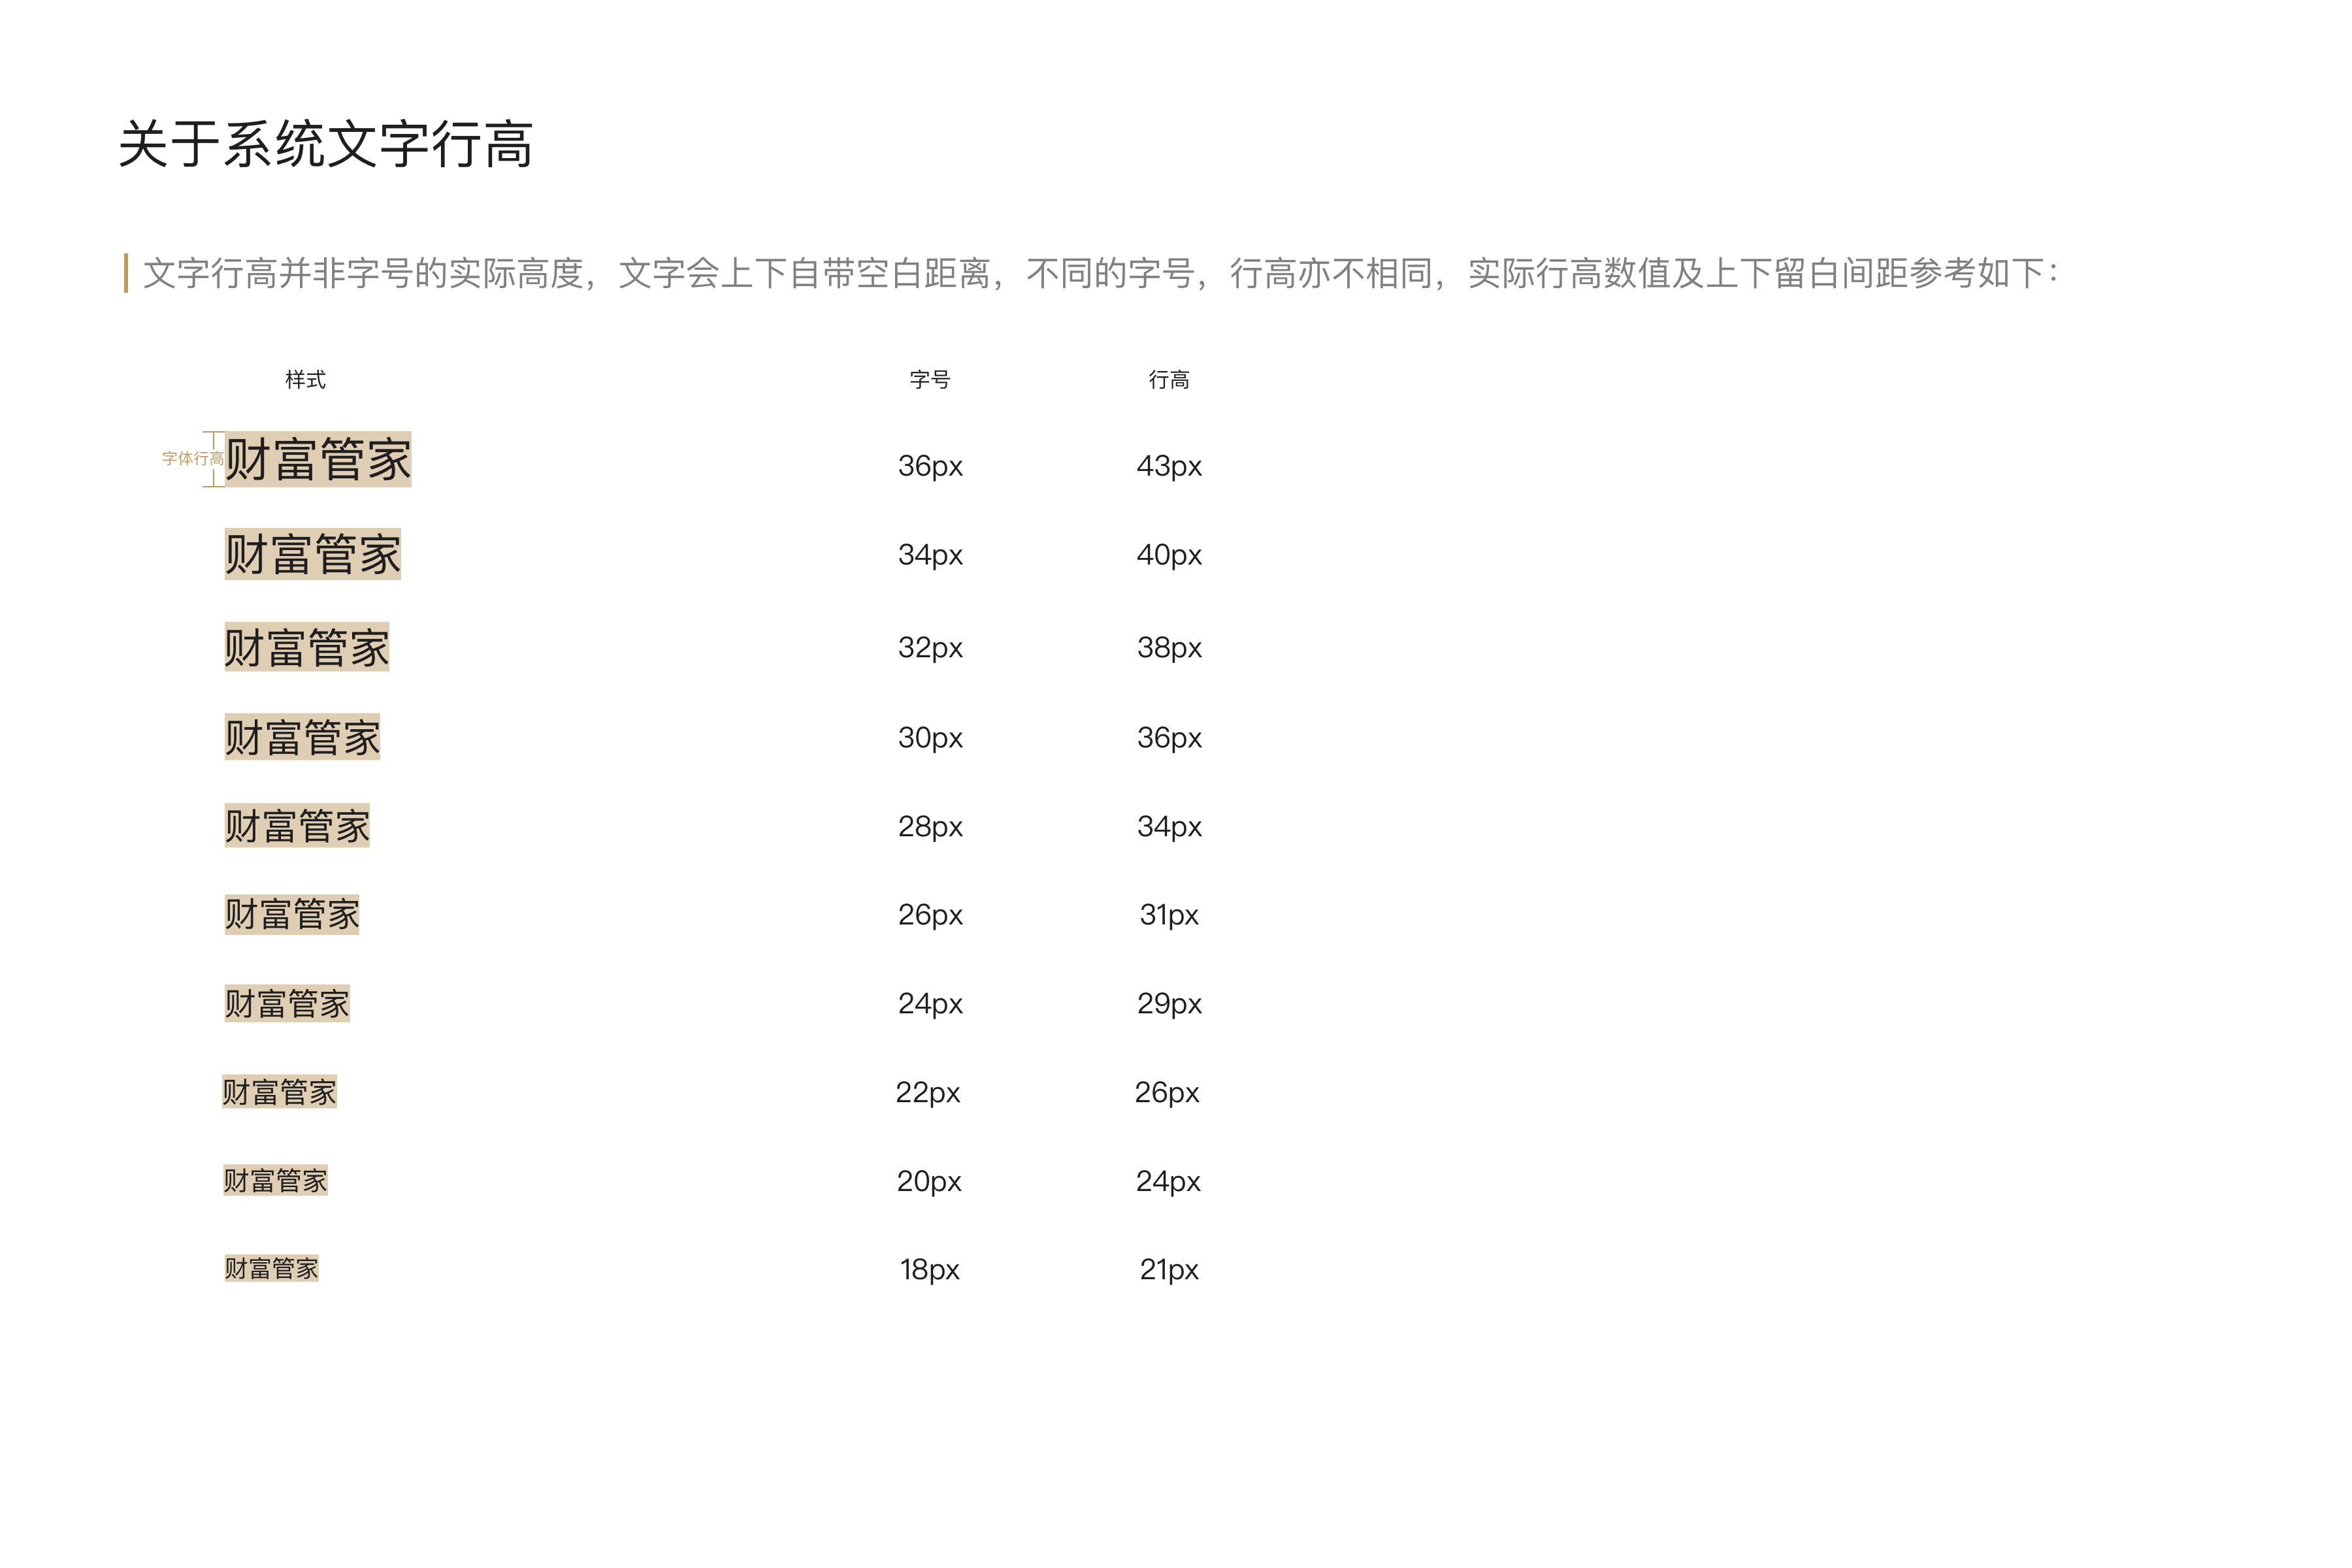 关于系统文字行高
文字行高并非字号的实际高度，文字会上下自带空白距离，不同的字号，行高亦不相同，实际行高数值及上下留白间距参考如下：
样式 字号 行高
字体行高 财富管家 36px 43px
财富管家 34px 40px
财富管家 32px 38px
财富管家 30px 36px
财富管家 28px 34px
财富管家 26px 31px
财富管家 24px 29px
财富管家 22px 26px
财富管家 20px 24px
财富管家 18px 21px